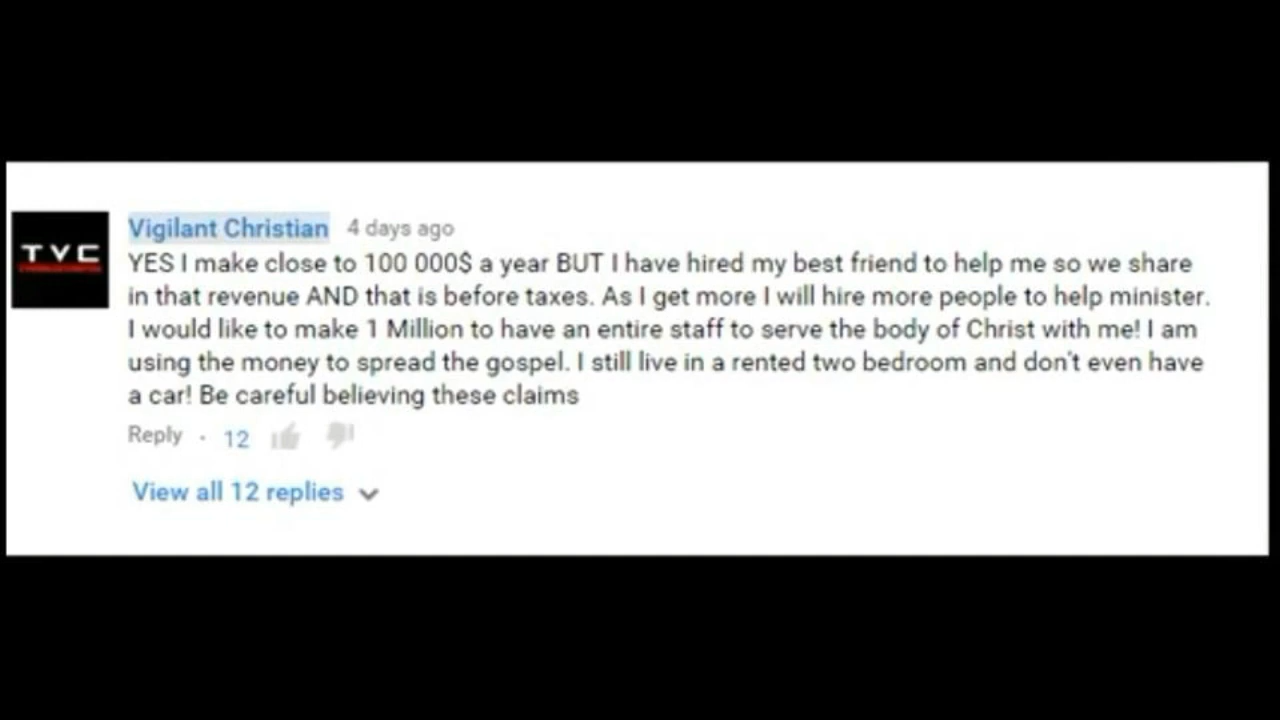 TVC
Vigilant Christian 4 days ago
YES I make close to 100 000$ a year BUT I have hired my best friend to help me so we share
in that revenue AND that is before taxes. As I get more I will hire more people to help minister.
I would like to make 1 Million to have an entire staff to serve the body of Christ with me! I am
using the money to spread the gospel. I still live in a rented two bedroom and don't even have
a car! Be careful believing these claims
Reply · 12
View all 12 replies